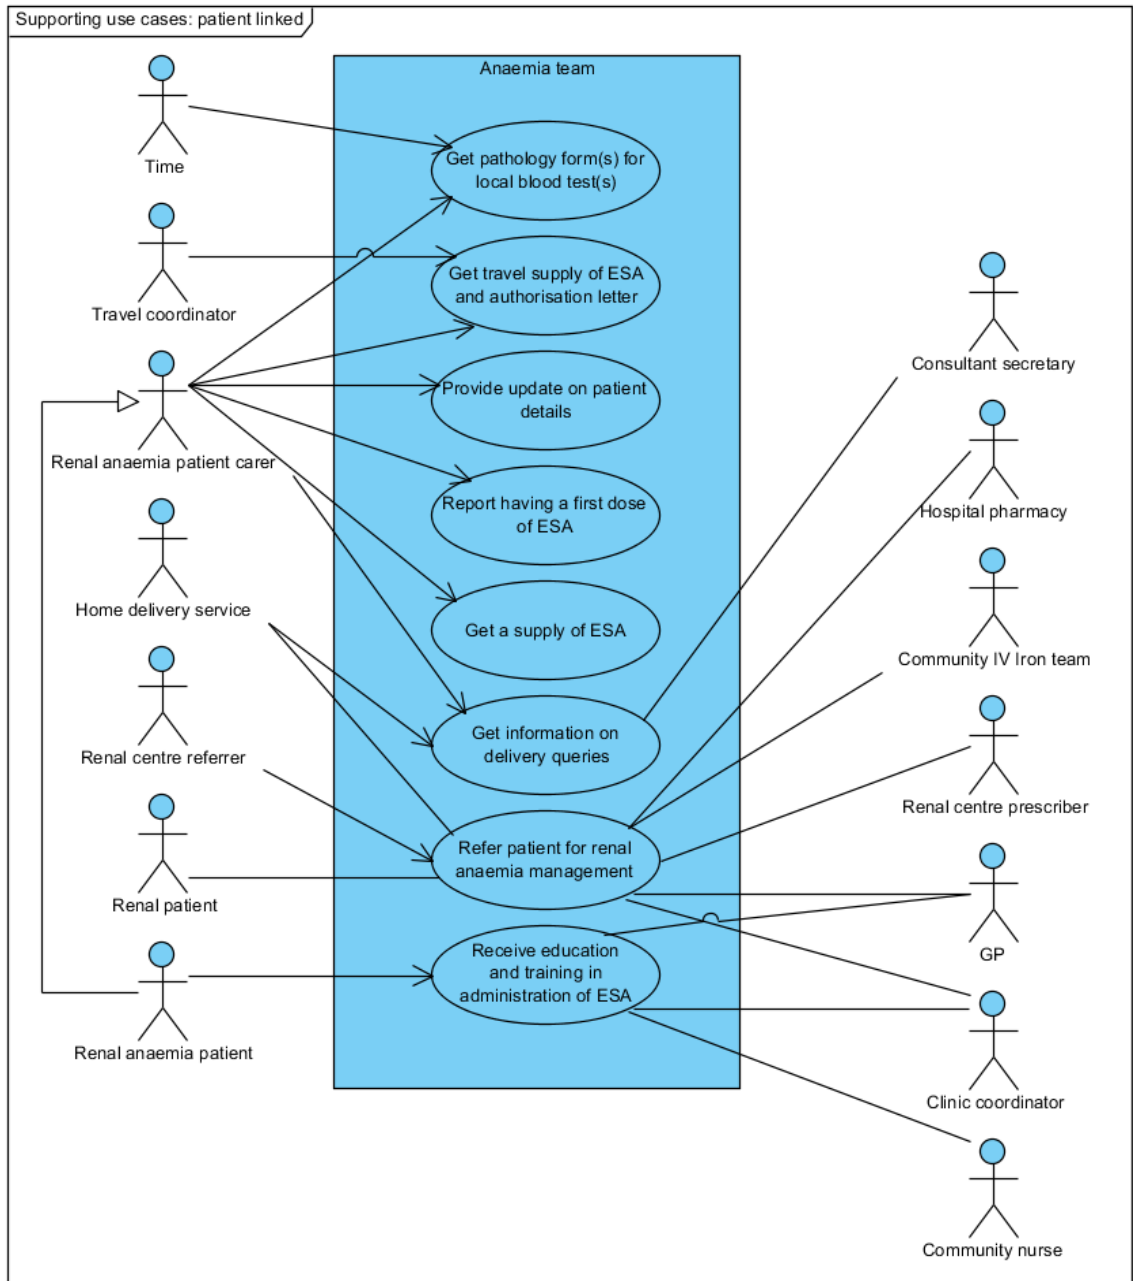 Supporting use cases: patient linked
Anaemia team
Time
Get pathology form(s) for
local blood test(s)
Travel coordinator
Get travel supply of ESA
and authorisation letter
Consultant secretary
Renal anaemia patient carer
Provide update on patient
details
Hospital pharmacy
Report having a first dose
of ESA
Home delivery service
Get a supply of ESA
Community IV Iron team
Renal centre referrer
Get information on
delivery queries
Renal centre prescriber
Renal patient
Refer patient for renal
anaemia management
GP
Renal anaemia patient
Receive education
and training in
administration of ESA
Clinic coordinator
Community nurse